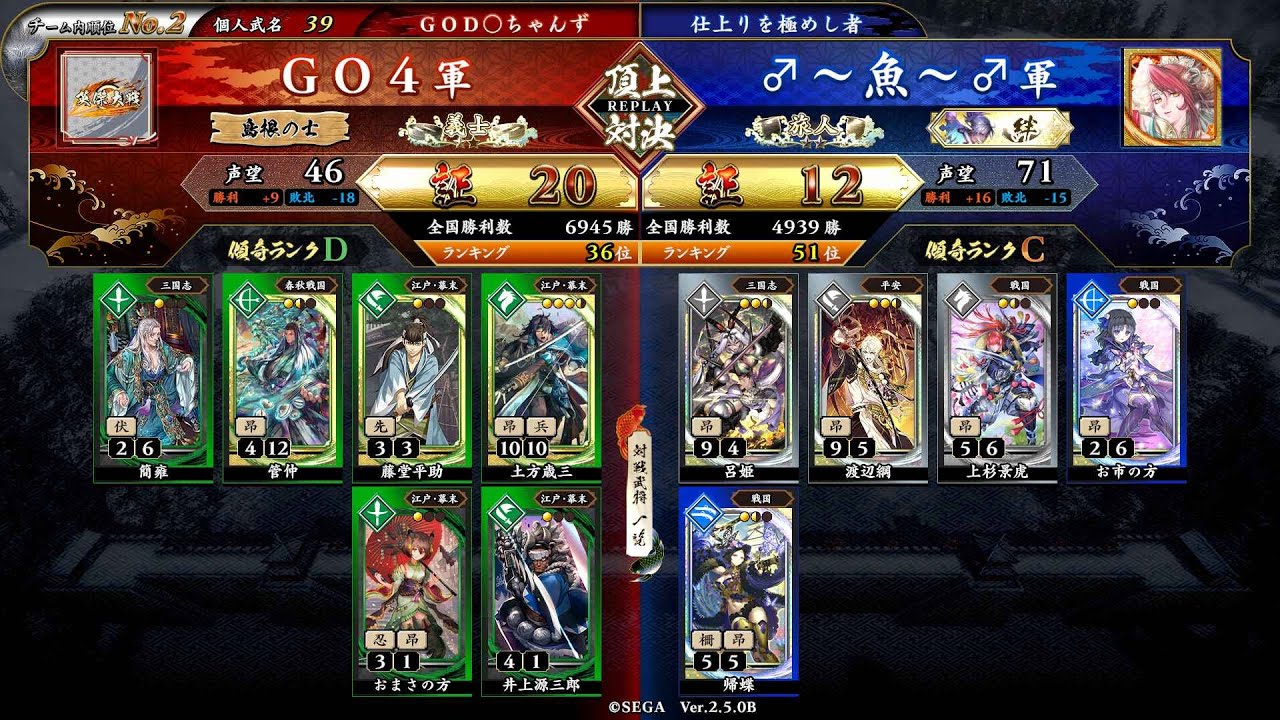 チーム内順位 No.2
個人武名 39
GOD〇ちゃんず
仕上りを極めし者
英傑大戦
GO4軍
頂上
REPLAY
対決
♂～魚～♂軍
島根の士
義士
旅人
絆
声望 46
勝利 +9 敗北 -18
証 20
証 12
声望 71
勝利 +16 敗北 -15
全国勝利数 6945勝
全国勝利数 4939勝
傾奇ランクD
ランキング 36位
ランキング 51位
傾奇ランクC
三国志
伏
2 6
簡雍
春秋戦国
昂
4 12
管仲
江戸・幕末
先
3 3
藤堂平助
江戸・幕末
昂 兵
10 10
土方歳三
三国志
昂
9 4
呂姫
平安
昂
9 5
渡辺綱
戦国
昂
5 6
上杉景虎
戦国
昂
2 6
お市の方
対戦武将一覧
江戸・幕末
忍 昂
3 1
おまさの方
江戸・幕末
4 1
井上源三郎
戦国
柵 昂
5 5
帰蝶
©SEGA Ver.2.5.0B